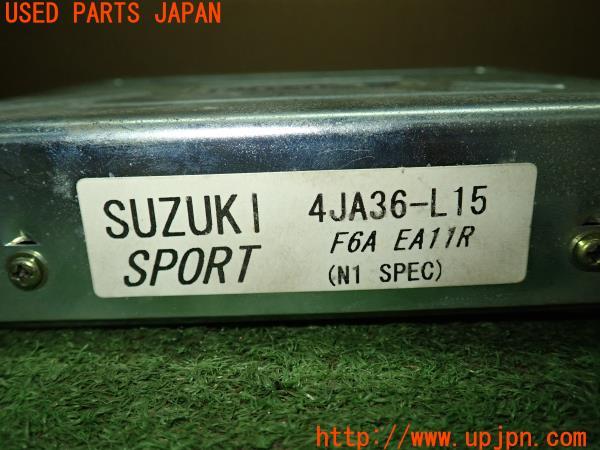 USED PARTS JAPAN
SUZUKI 4JA36-L15
SPORT F6A EA11R
(N1 SPEC)
http://www.upjpn.com